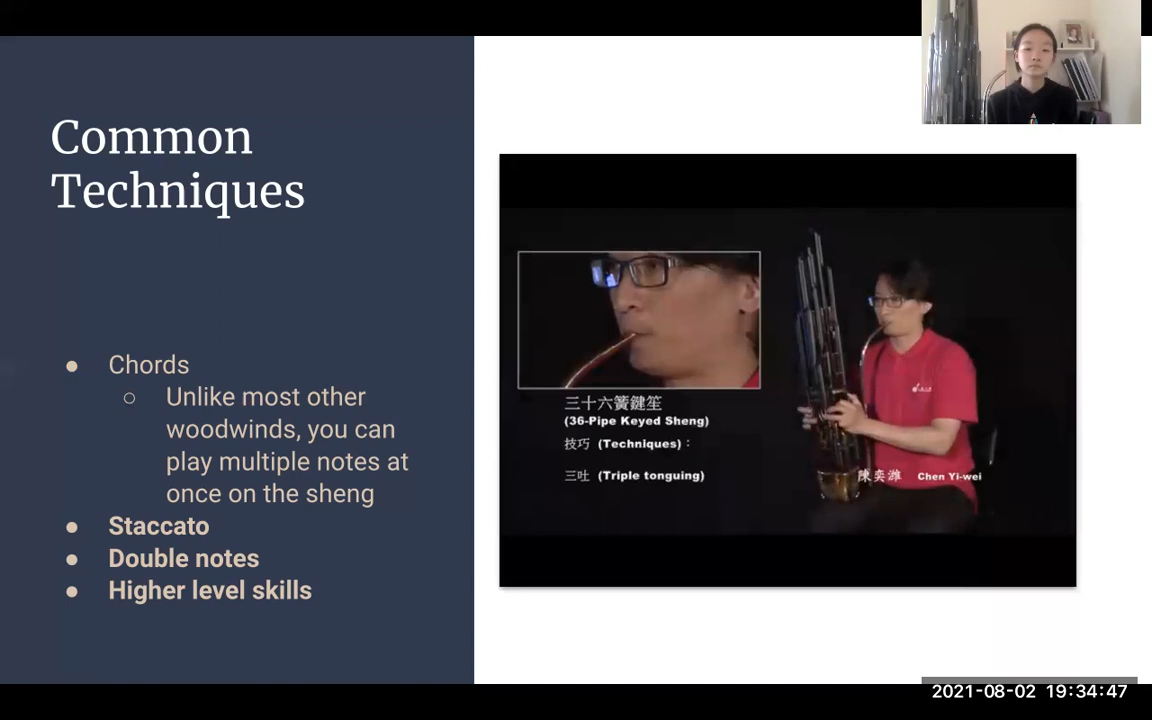 Common
Techniques
● Chords
○ Unlike most other
woodwinds, you can
play multiple notes at
once on the sheng
● Staccato
● Double notes
● Higher level skills
三十六簧鍵笙
(36-Pipe Keyed Sheng)
技巧 (Techniques)：
三吐 (Triple tonguing)
陳奕濰 Chen Yi-wei
2021-08-02 19:34:47